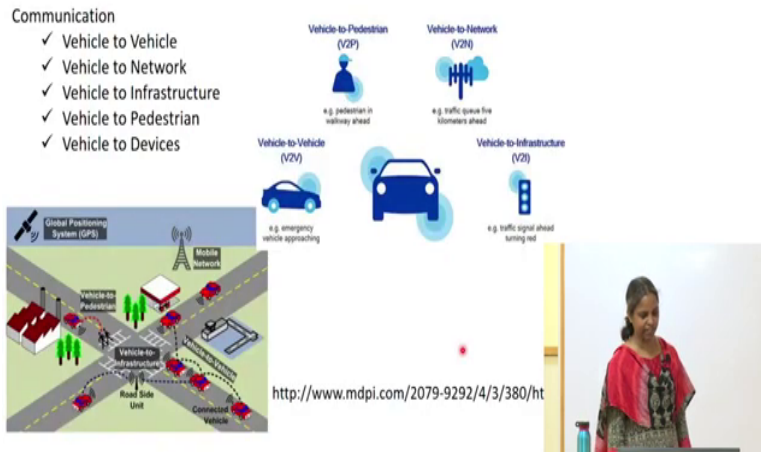 Communication
✓ Vehicle to Vehicle
✓ Vehicle to Network
✓ Vehicle to Infrastructure
✓ Vehicle to Pedestrian
✓ Vehicle to Devices
Vehicle-to-Pedestrian
(V2P)
e.g. pedestrian in
walkway ahead
Vehicle-to-Network
(V2N)
e.g. traffic queue five
kilometers ahead
Vehicle-to-Vehicle
(V2V)
e.g. emergency
vehicle approaching
Vehicle-to-Infrastructure
(V2I)
e.g. traffic signal ahead
turning red
Global Positioning
System (GPS)
Mobile
Network
Vehicle-to-
Pedestrian
Vehicle-to-
Infrastructure
Vehicle-to-Vehicle
Road Side
Unit
Connected
Vehicle
http://www.mdpi.com/2079-9292/4/3/380/ht